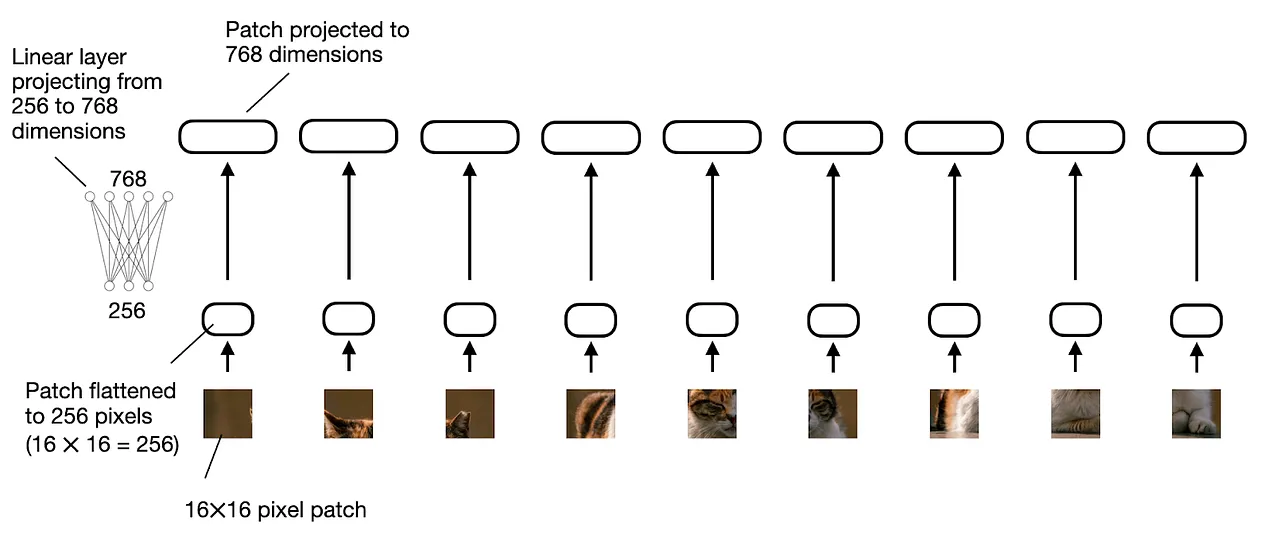 Patch projected to
768 dimensions
Linear layer
projecting from
256 to 768
dimensions
768
256
Patch flattened
to 256 pixels
(16 × 16 = 256)
16×16 pixel patch